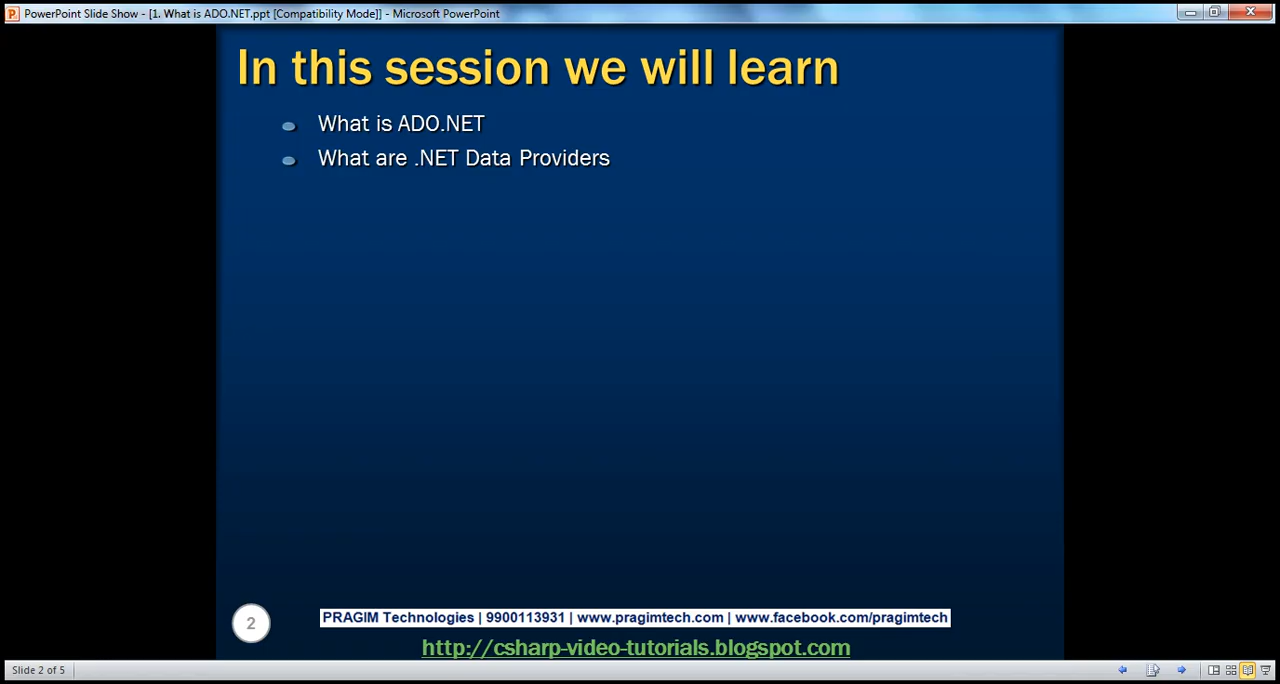 PowerPoint Slide Show - [1. What is ADO.NET.ppt [Compatibility Mode]] - Microsoft PowerPoint
In this session we will learn
What is ADO.NET
What are .NET Data Providers
2
PRAGIM Technologies | 9900113931 | www.pragimtech.com | www.facebook.com/pragimtech
http://csharp-video-tutorials.blogspot.com
Slide 2 of 5